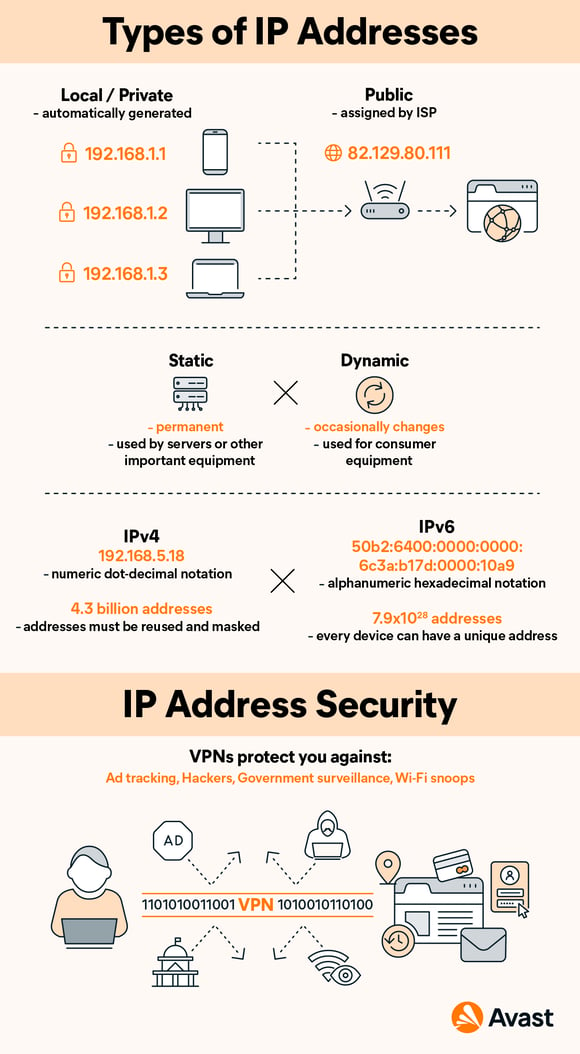 Types of IP Addresses
Local / Private
- automatically generated
192.168.1.1
192.168.1.2
192.168.1.3
Public
- assigned by ISP
82.129.80.111
Static
- permanent
- used by servers or other
important equipment
Dynamic
- occasionally changes
- used for consumer
equipment
IPv4
192.168.5.18
- numeric dot-decimal notation
4.3 billion addresses
- addresses must be reused and masked
IPv6
50b2:6400:0000:0000:
6c3a:b17d:0000:10a9
- alphanumeric hexadecimal notation
7.9x10²⁸ addresses
- every device can have a unique address
IP Address Security
VPNs protect you against:
Ad tracking, Hackers, Government surveillance, Wi-Fi snoops
AD
1101010011001 VPN 1010010110100
Avast